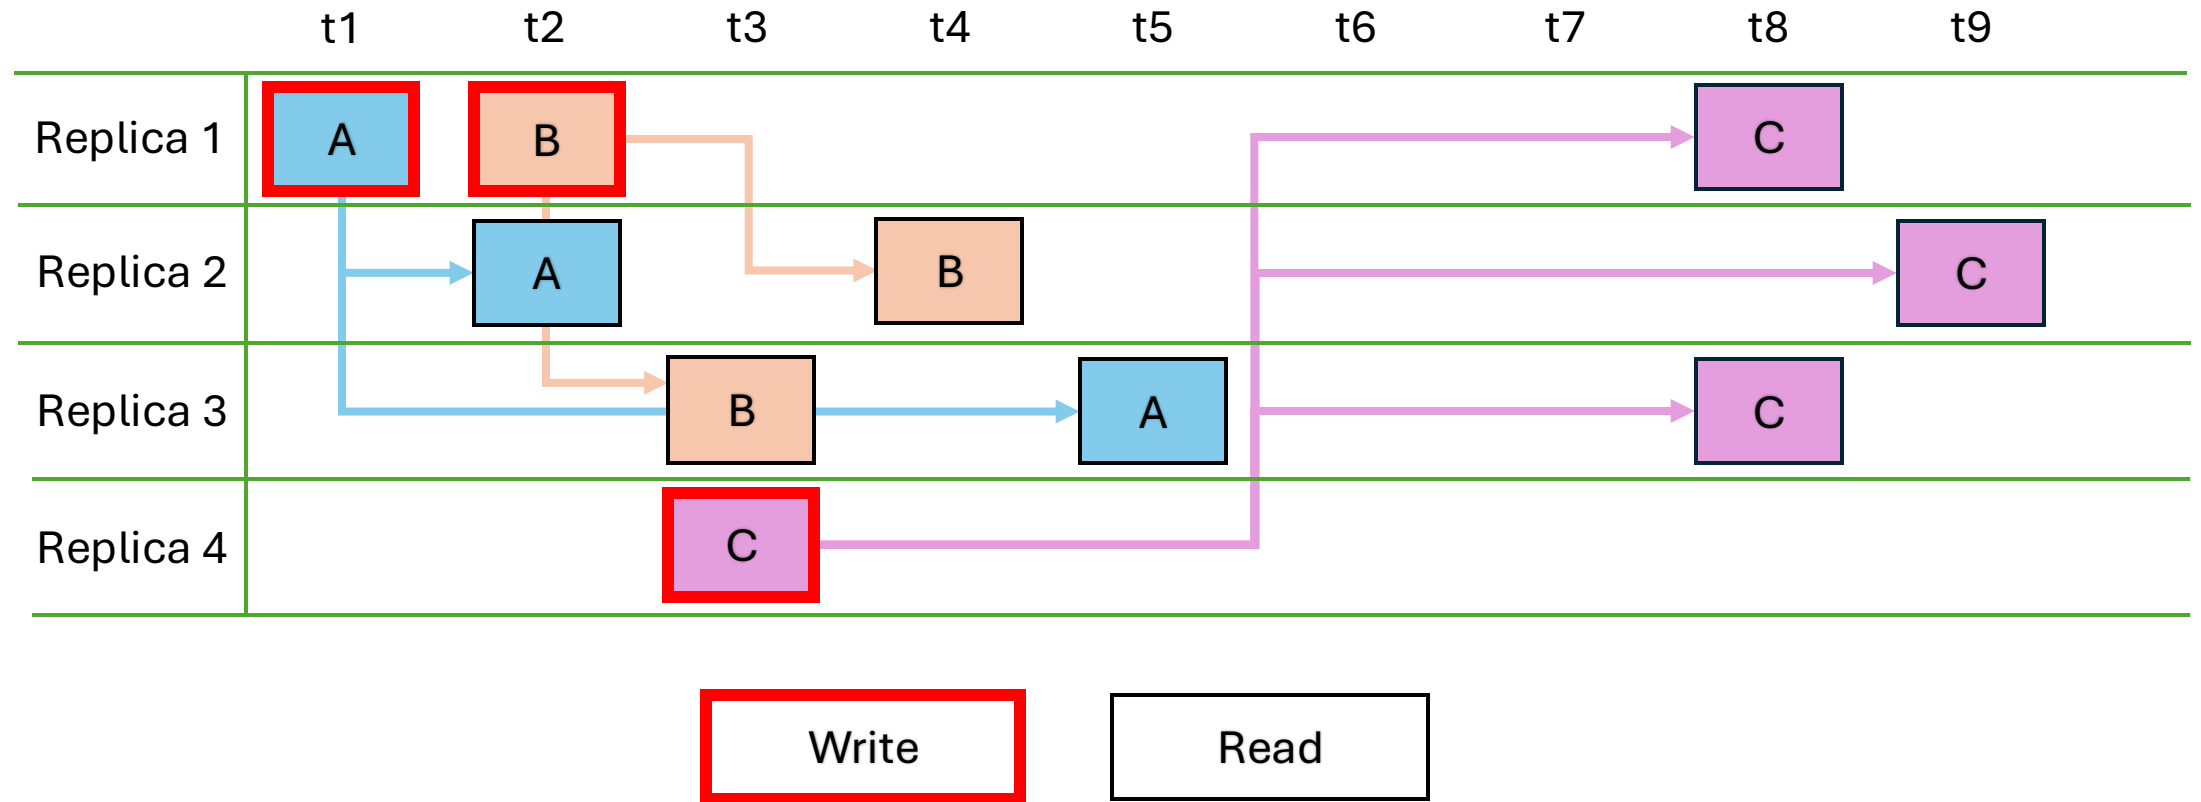 t1 t2 t3 t4 t5 t6 t7 t8 t9
Replica 1 A B C
Replica 2 A B C
Replica 3 B A C
Replica 4 C
Write Read